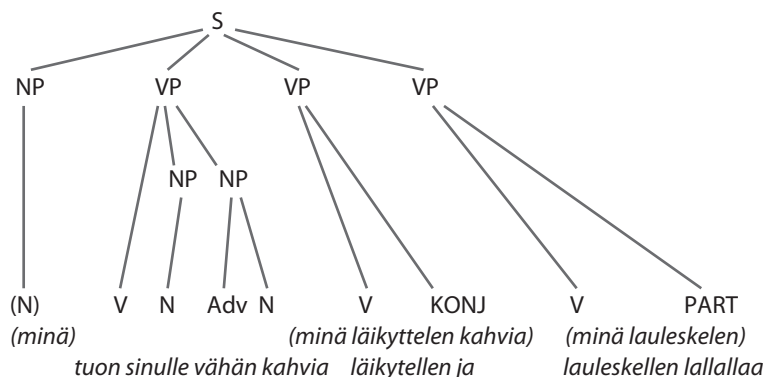 S
NP VP VP VP
NP NP
(N) V N Adv N V KONJ V PART
(minä) (minä läikyttelen kahvia) (minä lauleskelen)
tuon sinulle vähän kahvia läikytellen ja lauleskellen lallallaa